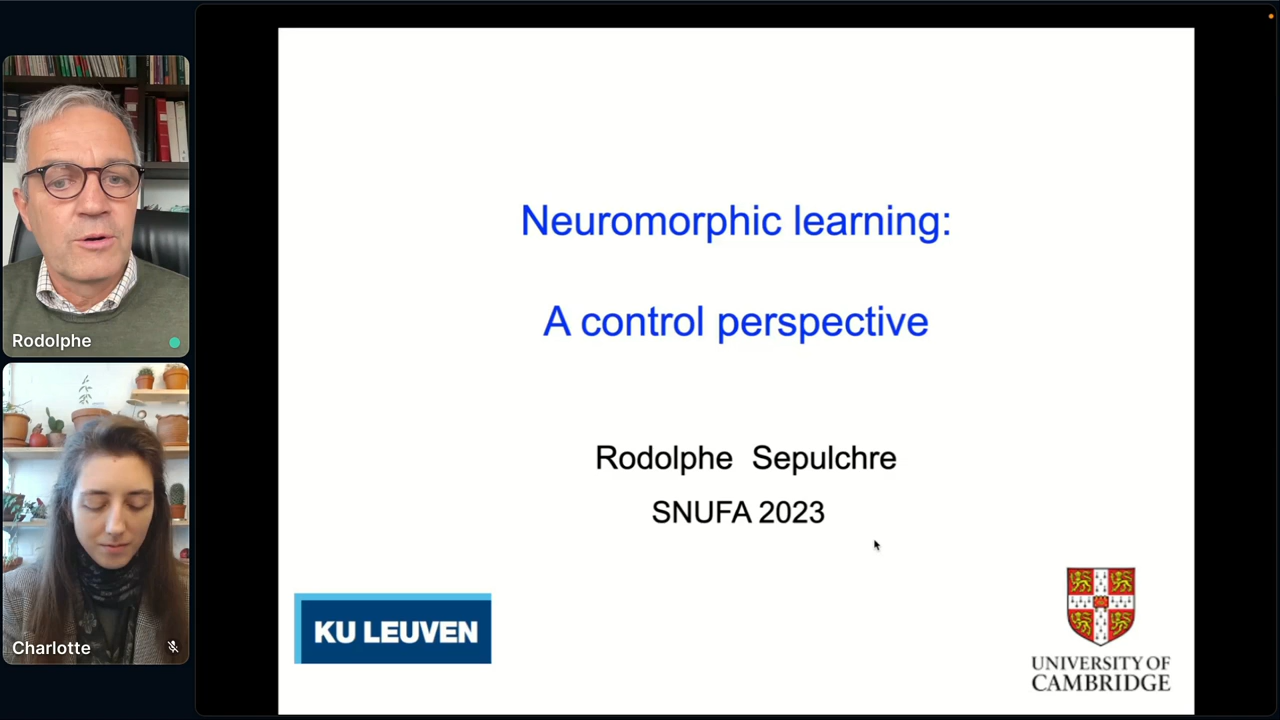 Neuromorphic learning:
A control perspective
Rodolphe Sepulchre
SNUFA 2023
KU LEUVEN
UNIVERSITY OF
CAMBRIDGE
Rodolphe
Charlotte